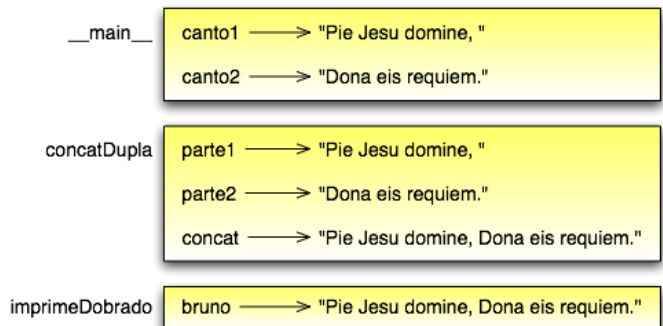 __main__ canto1 "Pie Jesu domine, "
canto2 "Dona eis requiem."
concatDupla parte1 "Pie Jesu domine, "
parte2 "Dona eis requiem."
concat "Pie Jesu domine, Dona eis requiem."
imprimeDobrado bruno "Pie Jesu domine, Dona eis requiem."